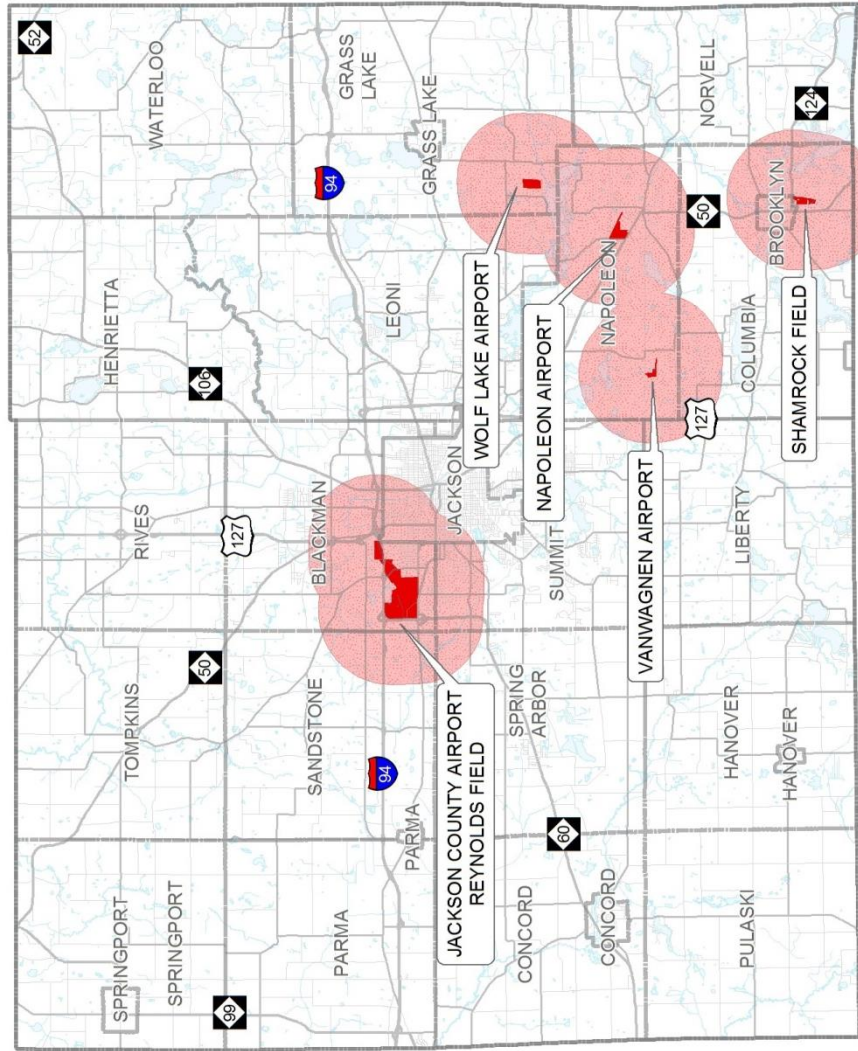 52
SPRINGPORT
TOMPKINS
RIVES
HENRIETTA
WATERLOO
SPRINGPORT
50
106
99
127
PARMA
SANDSTONE
BLACKMAN
94
GRASS
LAKE
94
LEONI
PARMA
GRASS LAKE
JACKSON COUNTY AIRPORT
REYNOLDS FIELD
JACKSON
WOLF LAKE AIRPORT
CONCORD
SPRING
ARBOR
NAPOLEON AIRPORT
60
SUMMIT
CONCORD
NAPOLEON
VANWAGNEN AIRPORT
127
50
NORVELL
PULASKI
HANOVER
LIBERTY
COLUMBIA
BROOKLYN
HANOVER
SHAMROCK FIELD
124